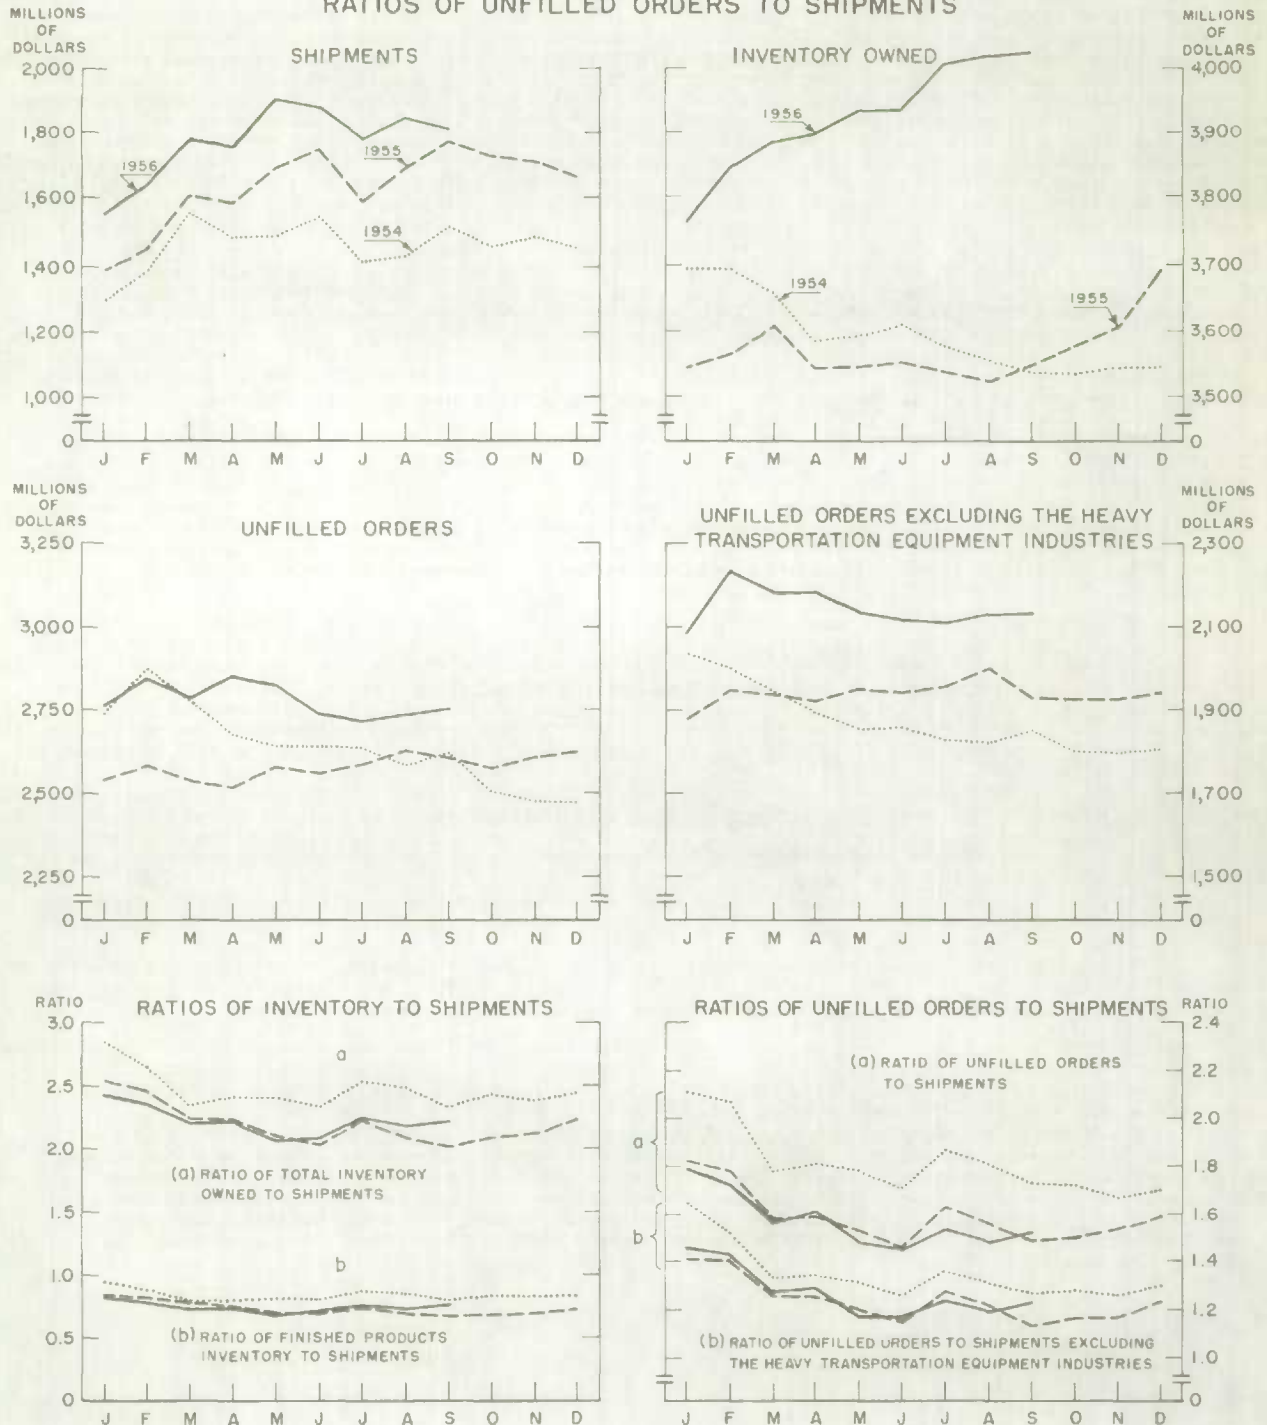 RATIOS OF UNFILLED ORDERS TO SHIPMENTS
MILLIONS
OF
DOLLARS
SHIPMENTS
2,000
1,800
1,600
1,400
1,200
1,000
0
1956
1955
1954
J F M A M J J A S O N D
MILLIONS
OF
DOLLARS
INVENTORY OWNED
4,000
3,900
3,800
3,700
3,600
3,500
0
1956
1954
1955
J F M A M J J A S O N D
MILLIONS
OF
DOLLARS
UNFILLED ORDERS
3,250
3,000
2,750
2,500
2,250
0
J F M A M J J A S O N D
MILLIONS
OF
DOLLARS
UNFILLED ORDERS EXCLUDING THE HEAVY
TRANSPORTATION EQUIPMENT INDUSTRIES
2,300
2,100
1,900
1,700
1,500
0
J F M A M J J A S O N D
RATIO
RATIOS OF INVENTORY TO SHIPMENTS
3.0
2.5
2.0
1.5
1.0
0.5
0
a
(a) RATIO OF TOTAL INVENTORY
OWNED TO SHIPMENTS
b
(b) RATIO OF FINISHED PRODUCTS
INVENTORY TO SHIPMENTS
J F M A M J J A S O N D
RATIOS OF UNFILLED ORDERS TO SHIPMENTS
RATIO
2.4
2.2
2.0
1.8
1.6
1.4
1.2
1.0
0
(a) RATIO OF UNFILLED ORDERS
TO SHIPMENTS
a
b
(b) RATIO OF UNFILLED ORDERS TO SHIPMENTS EXCLUDING
THE HEAVY TRANSPORTATION EQUIPMENT INDUSTRIES
J F M A M J J A S O N D